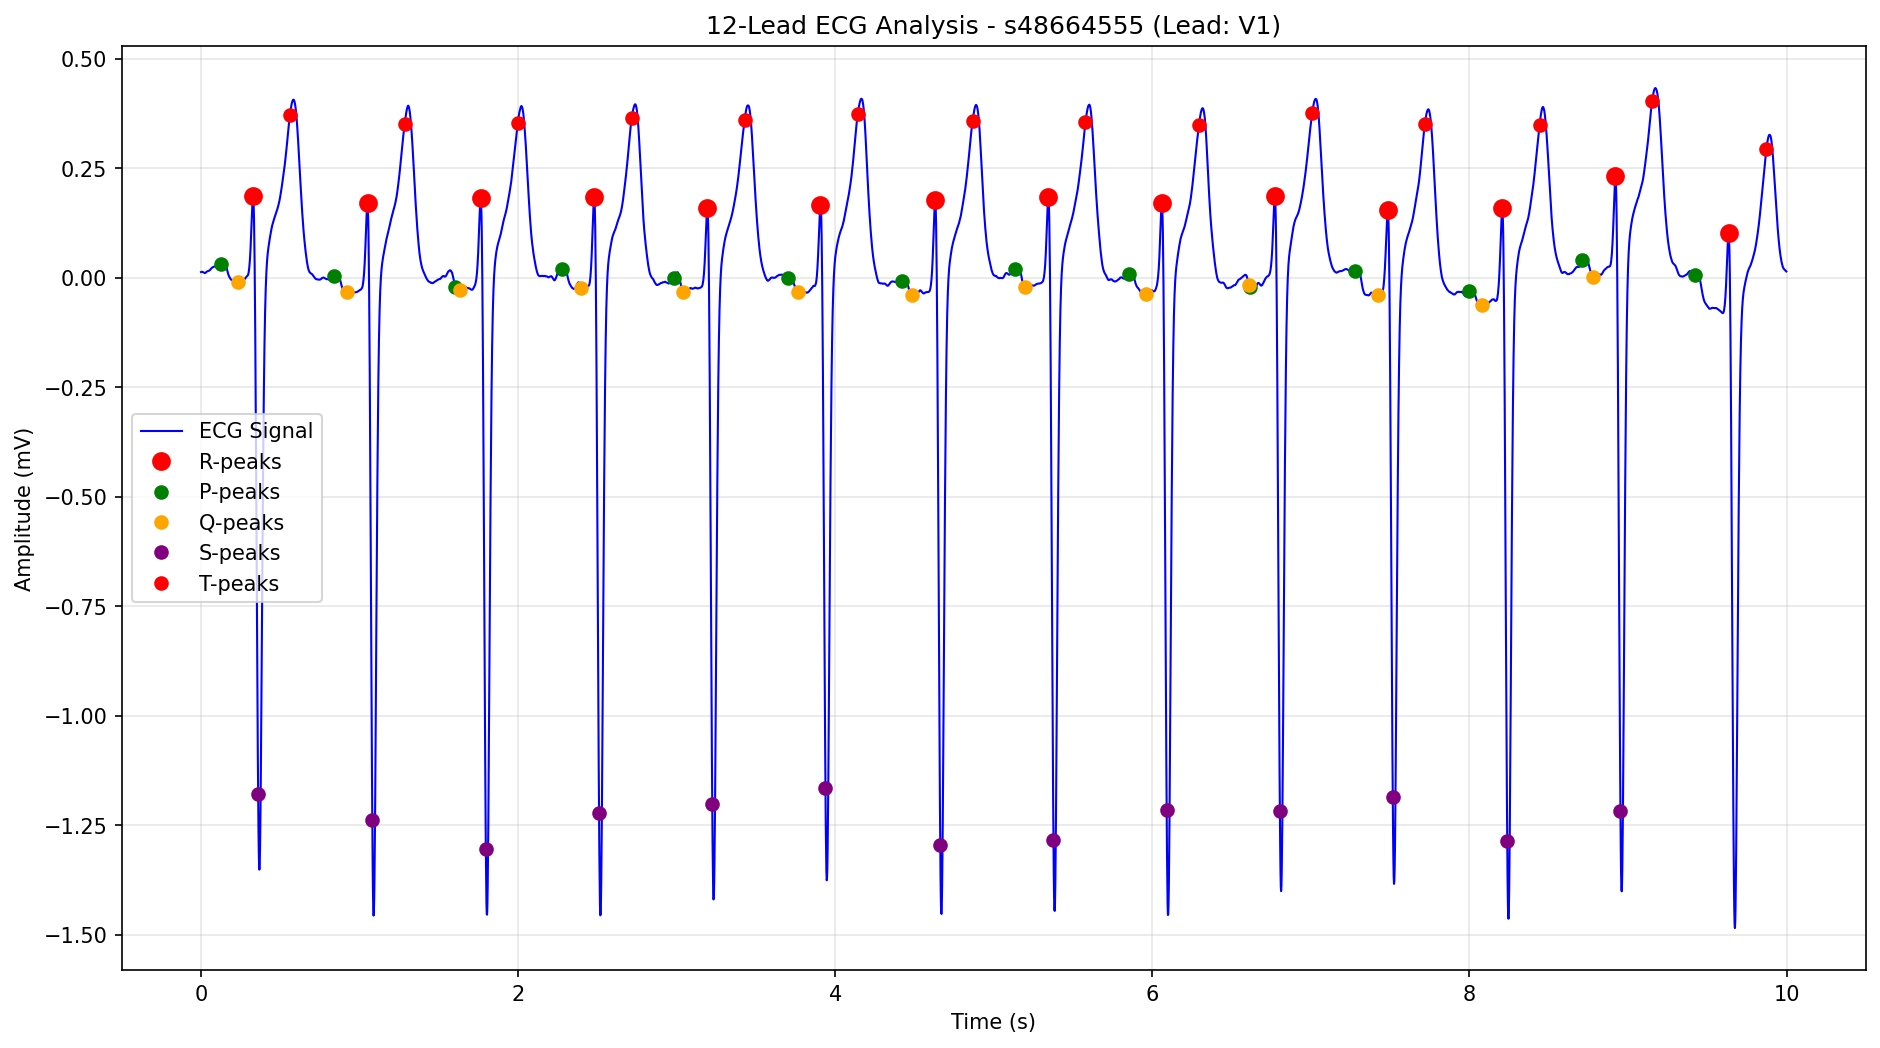 12-Lead ECG Analysis - s48664555 (Lead: V1)
Amplitude (mV)
0.50
0.25
0.00
−0.25
−0.50
−0.75
−1.00
−1.25
−1.50
ECG Signal
R-peaks
P-peaks
Q-peaks
S-peaks
T-peaks
0 2 4 6 8 10
Time (s)